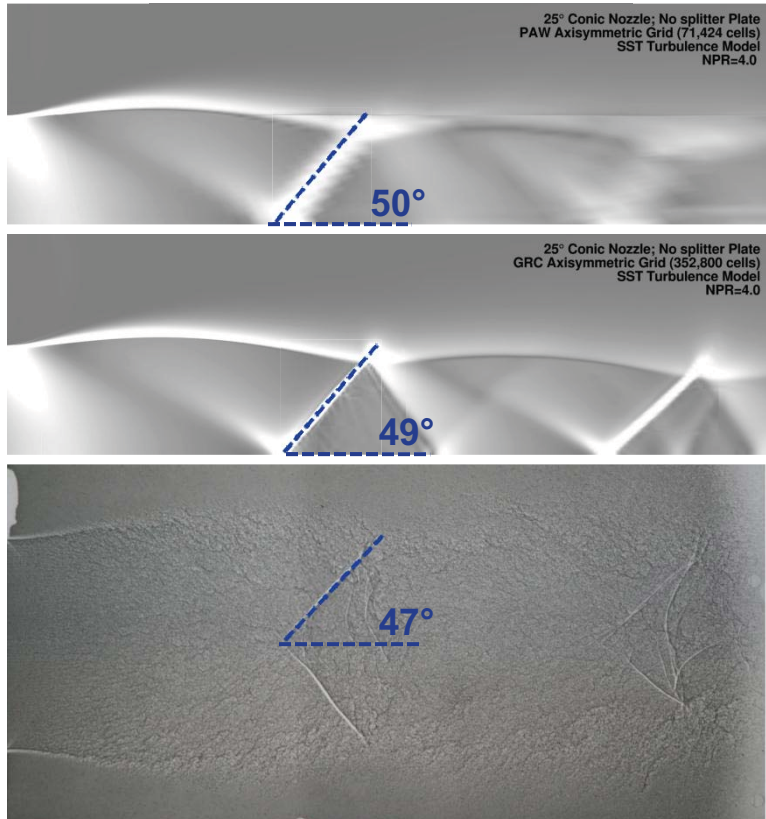 25° Conic Nozzle; No splitter Plate
PAW Axisymmetric Grid (71,424 cells)
SST Turbulence Model
NPR=4.0
50°
25° Conic Nozzle; No splitter Plate
GRC Axisymmetric Grid (352,800 cells)
SST Turbulence Model
NPR=4.0
49°
47°